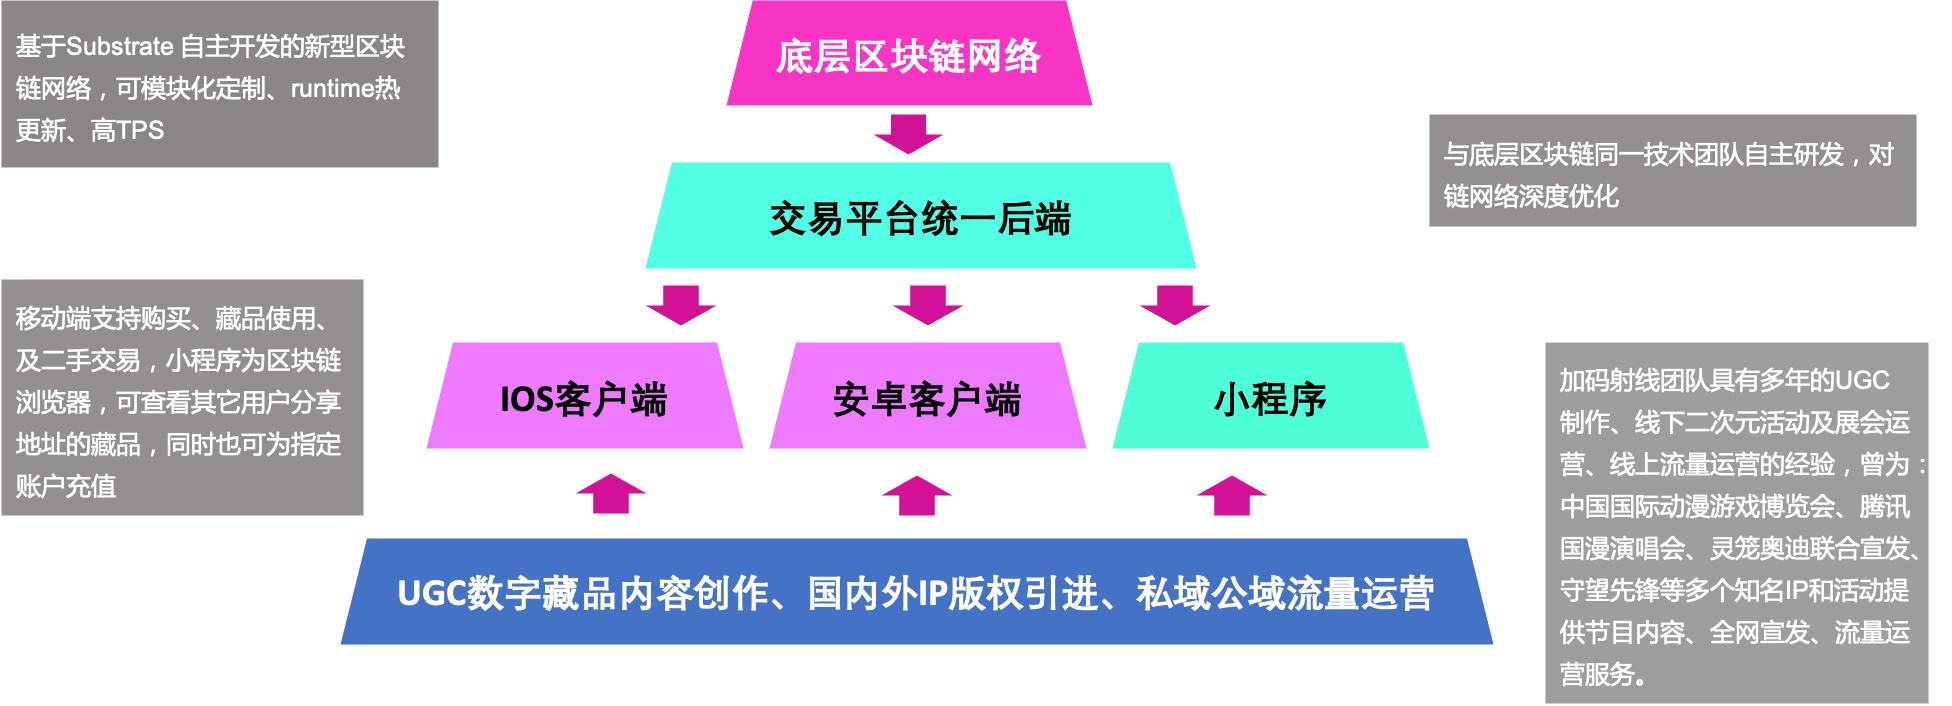 基于Substrate 自主开发的新型区块
链网络，可模块化定制、runtime热
更新、高TPS
底层区块链网络
与底层区块链同一技术团队自主研发，对
链网络深度优化
交易平台统一后端
移动端支持购买、藏品使用、
及二手交易，小程序为区块链
浏览器，可查看其它用户分享
地址的藏品，同时也可为指定
账户充值
IOS客户端
安卓客户端
小程序
加码射线团队具有多年的UGC
制作、线下二次元活动及展会运
营、线上流量运营的经验，曾为：
中国国际动漫游戏博览会、腾讯
国漫演唱会、灵笼奥迪联合宣发、
守望先锋等多个知名IP和活动提
供节目内容、全网宣发、流量运
营服务。
UGC数字藏品内容创作、国内外IP版权引进、私域公域流量运营